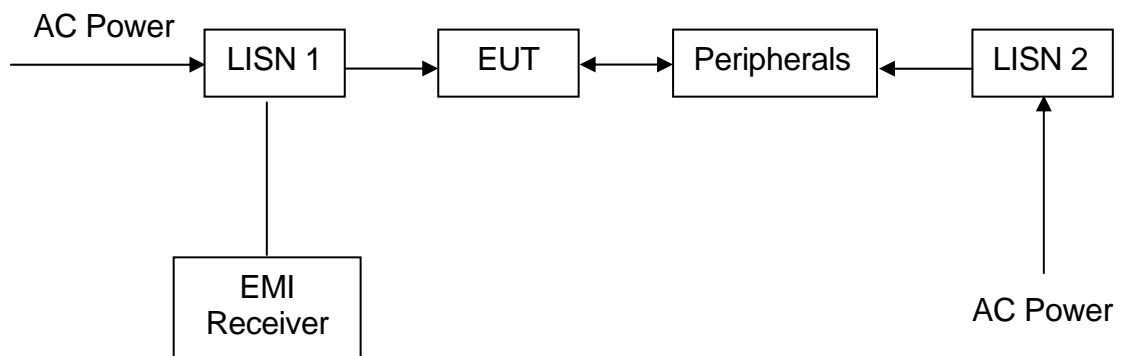 AC Power
LISN 1
EUT
Peripherals
LISN 2
EMI
Receiver
AC Power